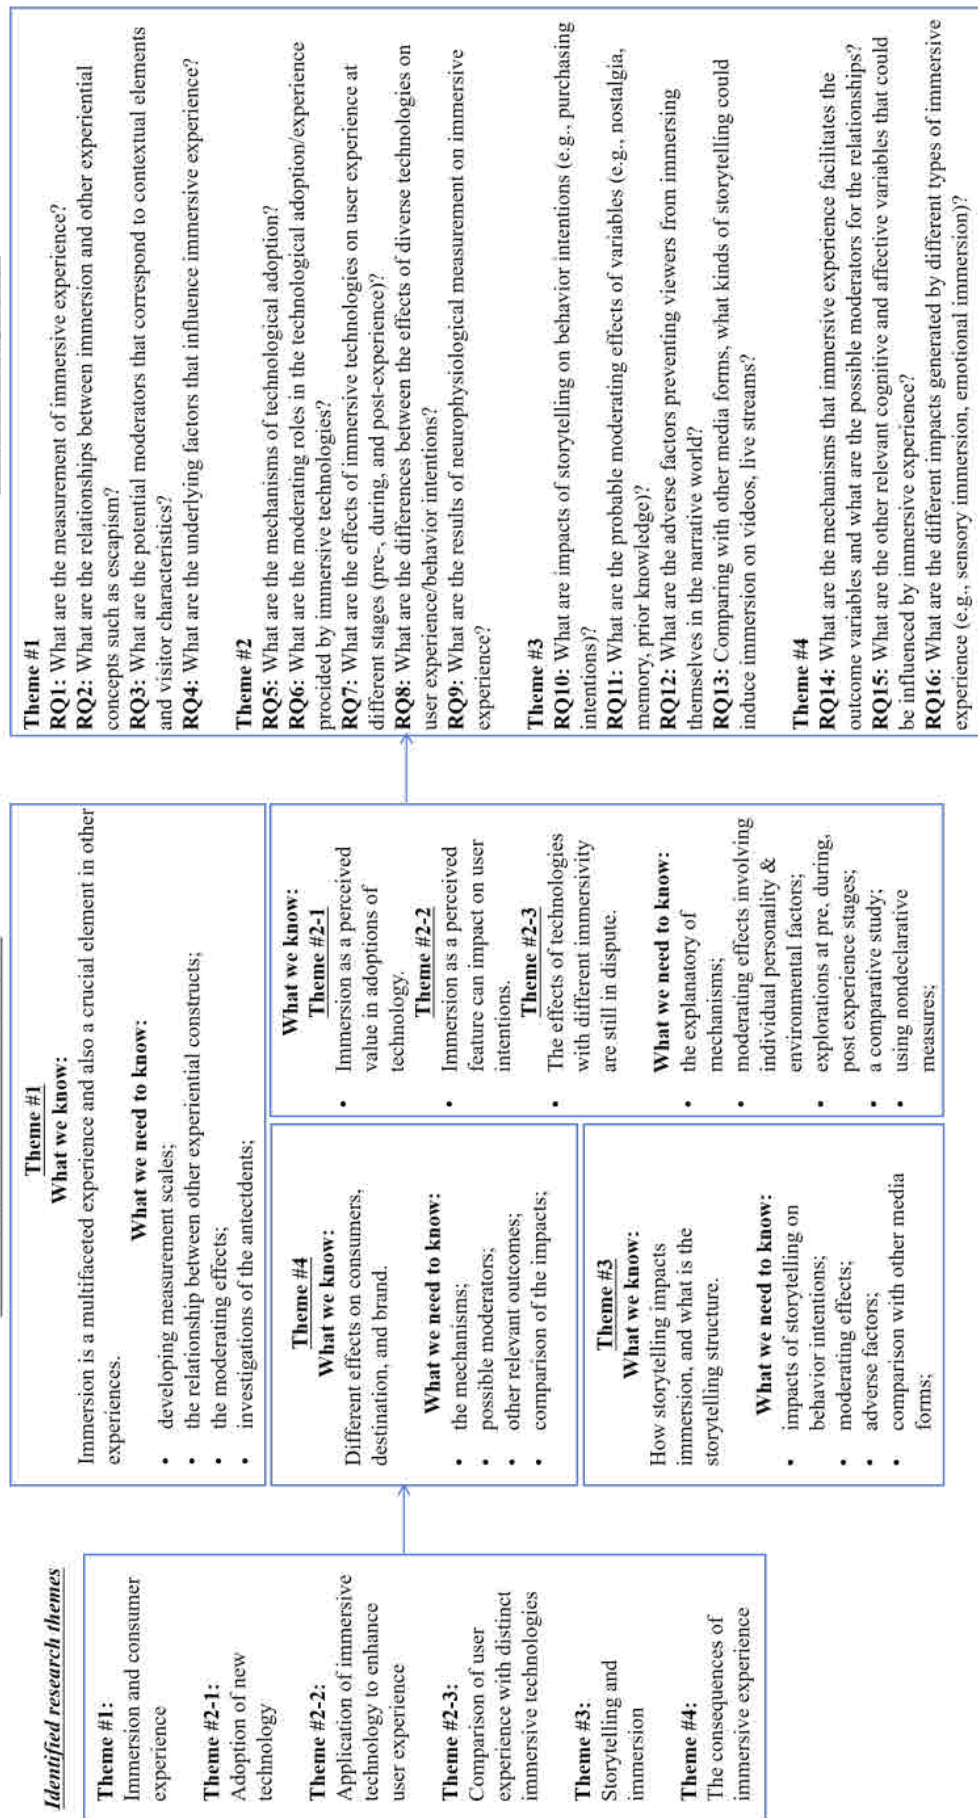 Identified research themes
Theme #1:
Immersion and consumer
experience
Theme #2-1:
Adoption of new
technology
Theme #2-2:
Application of immersive
technology to enhance
user experience
Theme #2-3:
Comparison of user
experience with distinct
immersive technologies
Theme #3:
Storytelling and
immersion
Theme #4:
The consequences of
immersive experience
Theme #1
What we know:
Immersion is a multifaceted experience and also a crucial element in other
experiences.
What we need to know:
• developing measurement scales;
• the relationship between other experiential constructs;
• the moderating effects;
• investigations of the antectdents;
Theme #4
What we know:
Different effects on consumers,
destination, and brand.
What we need to know:
• the mechanisms;
• possible moderators;
• other relevant outcomes;
• comparison of the impacts;
Theme #3
What we know:
How storytelling impacts
immersion, and what is the
storytelling structure.
What we need to know:
• impacts of storytelling on
behavior intentions;
• moderating effects;
• adverse factors;
• comparison with other media
forms;
What we know:
Theme #2-1
• Immersion as a perceived
value in adoptions of
technology.
Theme #2-2
• Immersion as a perceived
feature can impact on user
intentions.
Theme #2-3
• The effects of technologies
with different immersivity
are still in dispute.
What we need to know:
• the explanatory of
mechanisms;
• moderating effects involving
individual personality &
environmental factors;
• explorations at pre, during,
post experience stages;
• a comparative study;
• using nondeclarative
measures;
Theme #1
RQ1: What are the measurement of immersive experience?
RQ2: What are the relationships between immersion and other experiential
concepts such as escapism?
RQ3: What are the potential moderators that correspond to contextual elements
and visitor characteristics?
RQ4: What are the underlying factors that influence immersive experience?
Theme #2
RQ5: What are the mechanisms of technological adoption?
RQ6: What are the moderating roles in the technological adoption/experience
procided by immersive technologies?
RQ7: What are the effects of immersive technologies on user experience at
different stages (pre-, during, and post-experience)?
RQ8: What are the differences between the effects of diverse technologies on
user experience/behavior intentions?
RQ9: What are the results of neurophysiological measurement on immersive
experience?
Theme #3
RQ10: What are impacts of storytelling on behavior intentions (e.g., purchasing
intentions)?
RQ11: What are the probable moderating effects of variables (e.g., nostalgia,
memory, prior knowledge)?
RQ12: What are the adverse factors preventing viewers from immersing
themselves in the narrative world?
RQ13: Comparing with other media forms, what kinds of storytelling could
induce immersion on videos, live streams?
Theme #4
RQ14: What are the mechanisms that immersive experience facilitates the
outcome variables and what are the possible moderators for the relationships?
RQ15: What are the other relevant cognitive and affective variables that could
be influenced by immersive experience?
RQ16: What are the different impacts generated by different types of immersive
experience (e.g., sensory immersion, emotional immersion)?